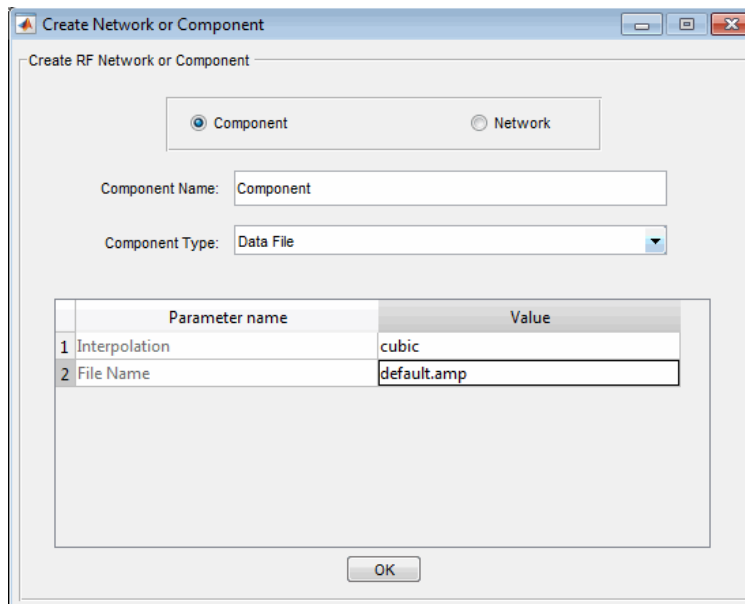 Create Network or Component
Create RF Network or Component
Component Network
Component Name: Component
Component Type: Data File
Parameter name Value
1 Interpolation cubic
2 File Name default.amp
OK